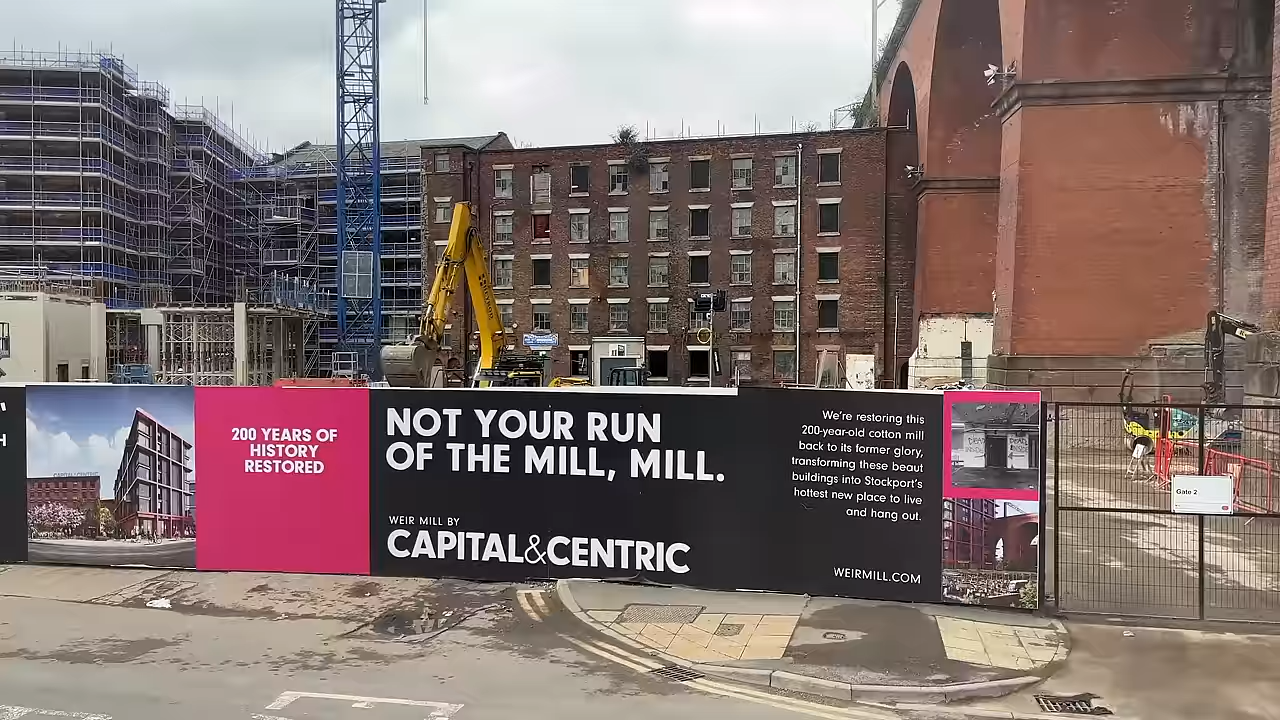 H
200 YEARS OF
HISTORY
RESTORED
NOT YOUR RUN
OF THE MILL, MILL.
WEIR MILL BY
CAPITAL&CENTRIC
We're restoring this
200-year-old cotton mill
back to its former glory,
transforming these beaut
buildings into Stockport's
hottest new place to live
and hang out.
WEIRMILL.COM
CAPITAL&CENTRIC
Gate 2